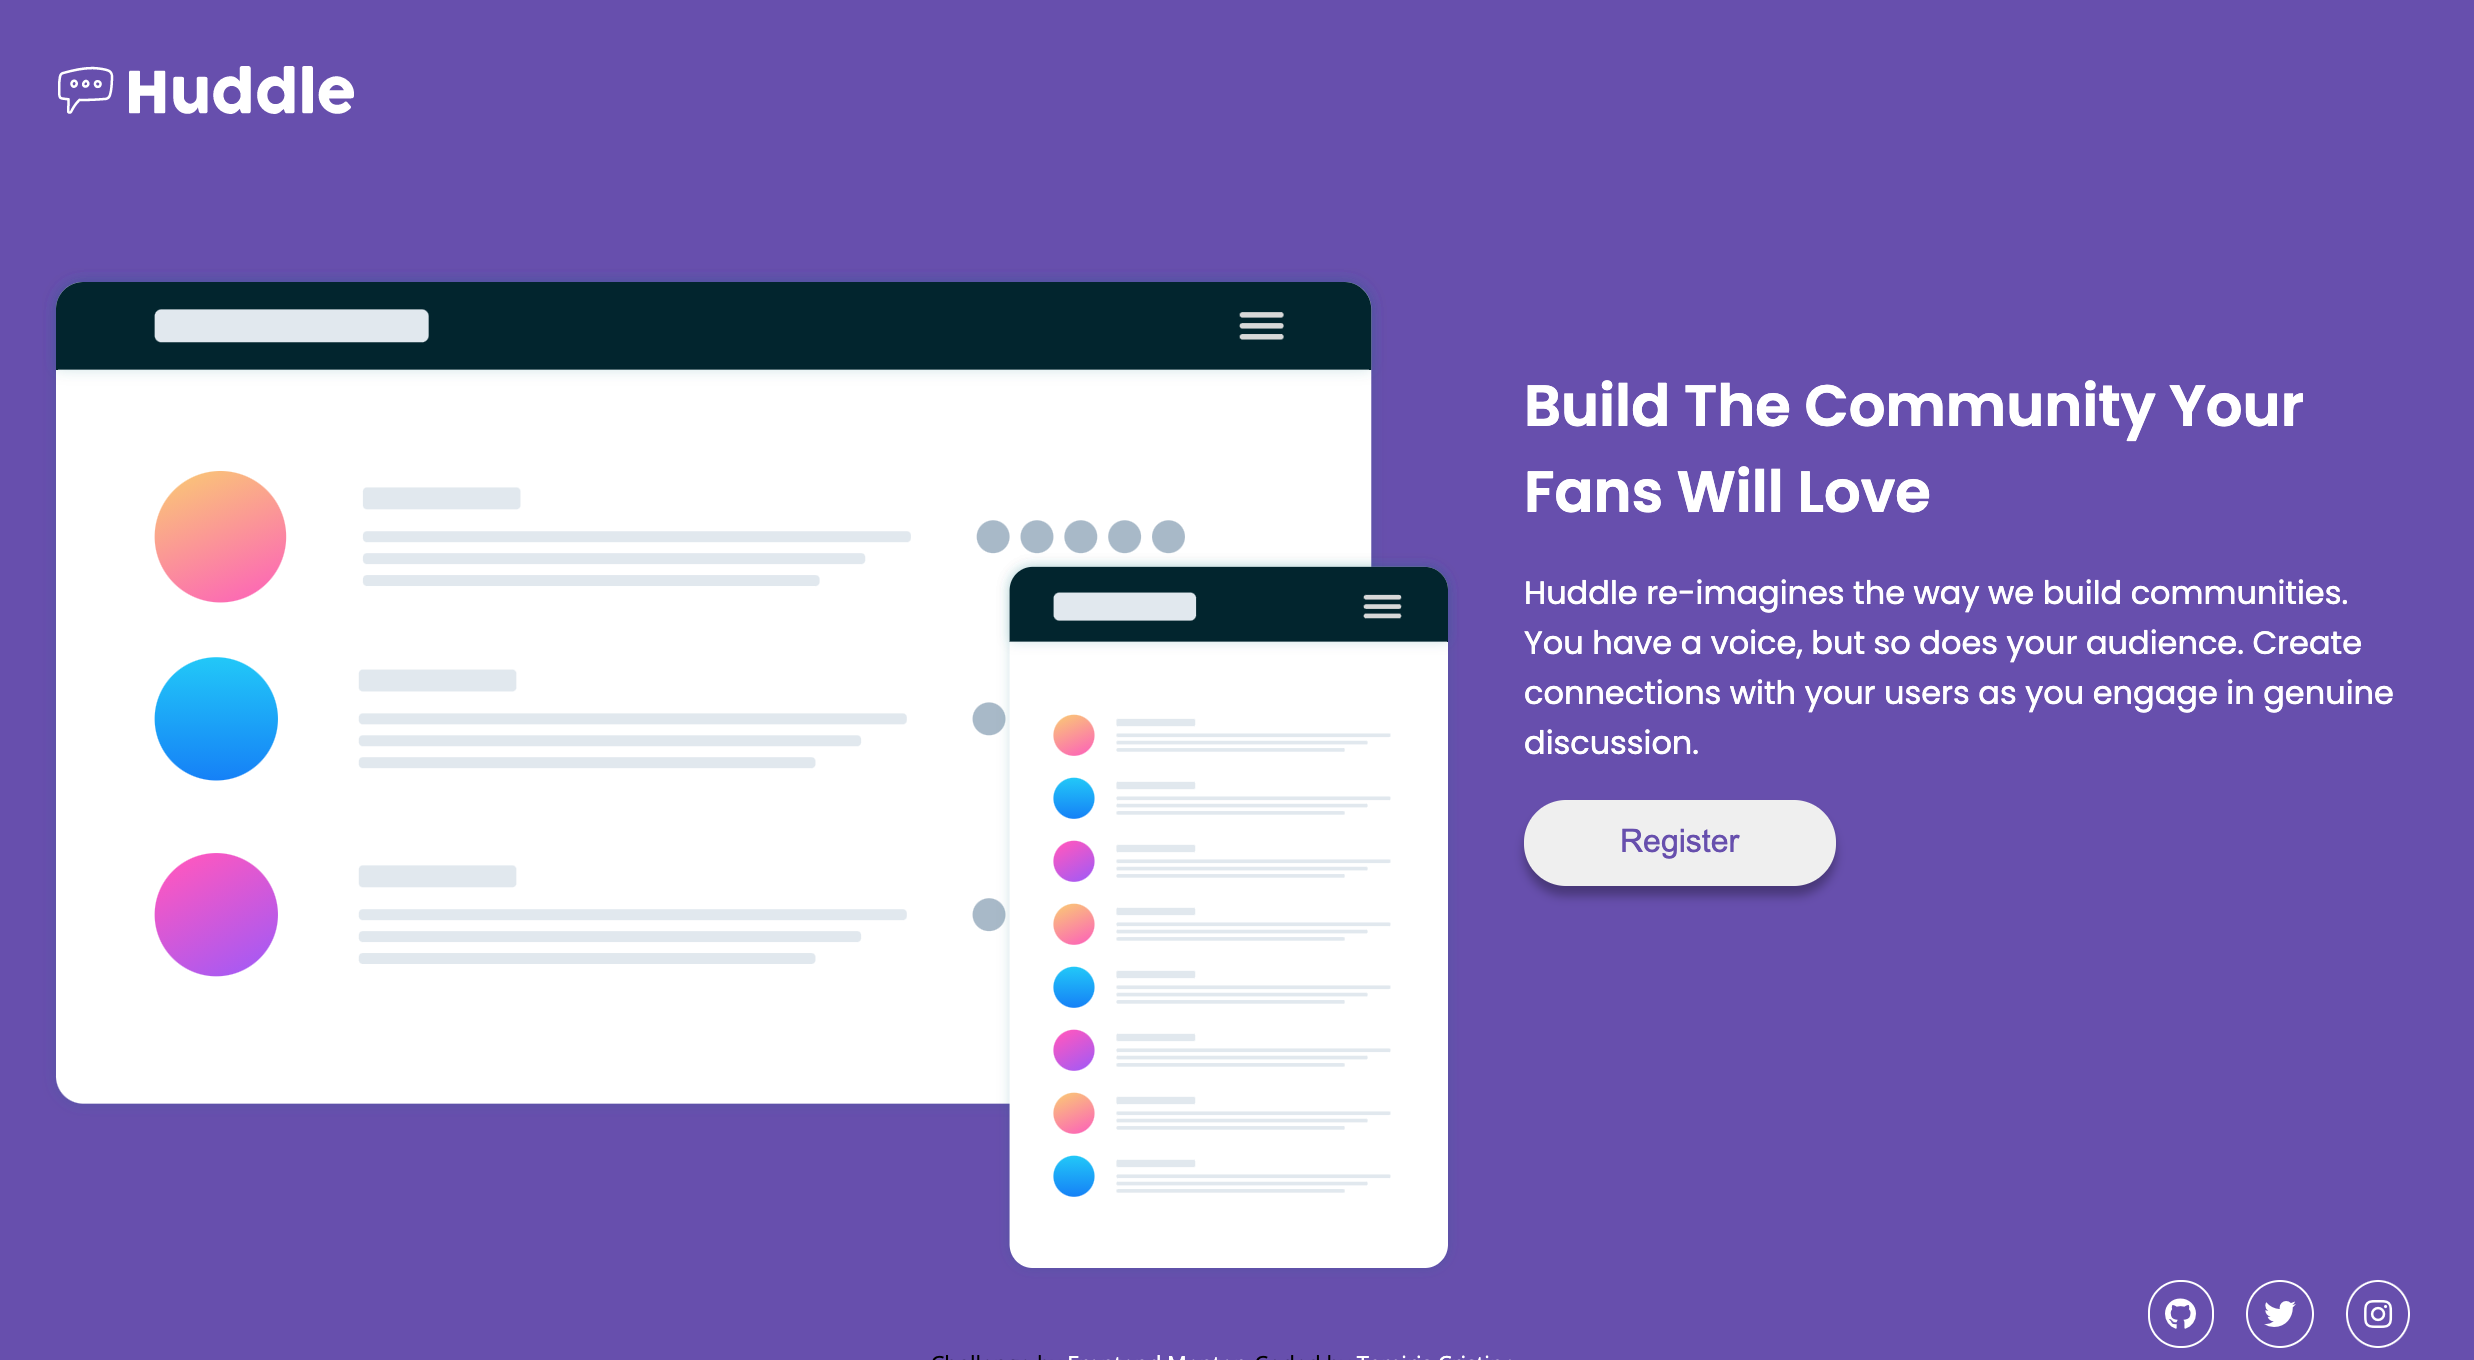 Huddle
Build The Community Your
Fans Will Love
Huddle re-imagines the way we build communities.
You have a voice, but so does your audience. Create
connections with your users as you engage in genuine
discussion.
Register